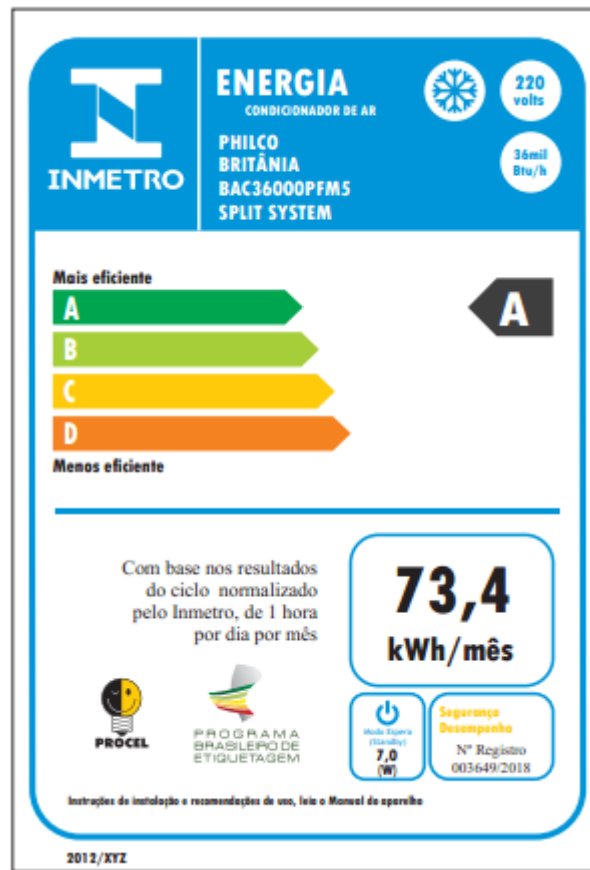 INMETRO
ENERGIA
CONDICIONADOR DE AR
PHILCO
BRITÂNIA
BAC36000PFM5
SPLIT SYSTEM
220
volts
36mil
Btu/h
Mais eficiente
A
A
B
C
D
Menos eficiente
Com base nos resultados
do ciclo normalizado
pelo Inmetro, de 1 hora
por dia por mês
73,4
kWh/mês
PROCEL
PROGRAMA
BRASILEIRO DE
ETIQUETAGEM
Modo Espera
(Standby)
7,0
(W)
Segurança
Desempenho
Nº Registro
003649/2018
Instruções de instalação e recomendações de uso, leia o Manual do aparelho
2012/XYZ